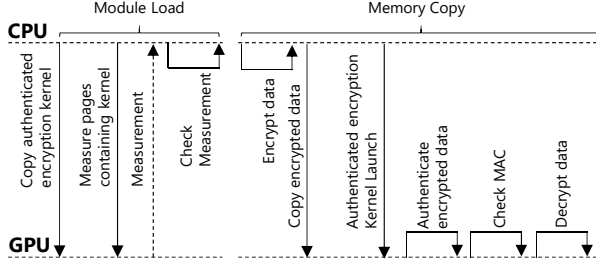 Module Load
Memory Copy
CPU
Copy authenticated
encryption kernel
Measure pages
containing kernel
Measurement
Check
Measurement
Encrypt data
Copy encrypted data
Authenticated encryption
Kernel Launch
Authenticate
encrypted data
Check MAC
Decrypt data
GPU